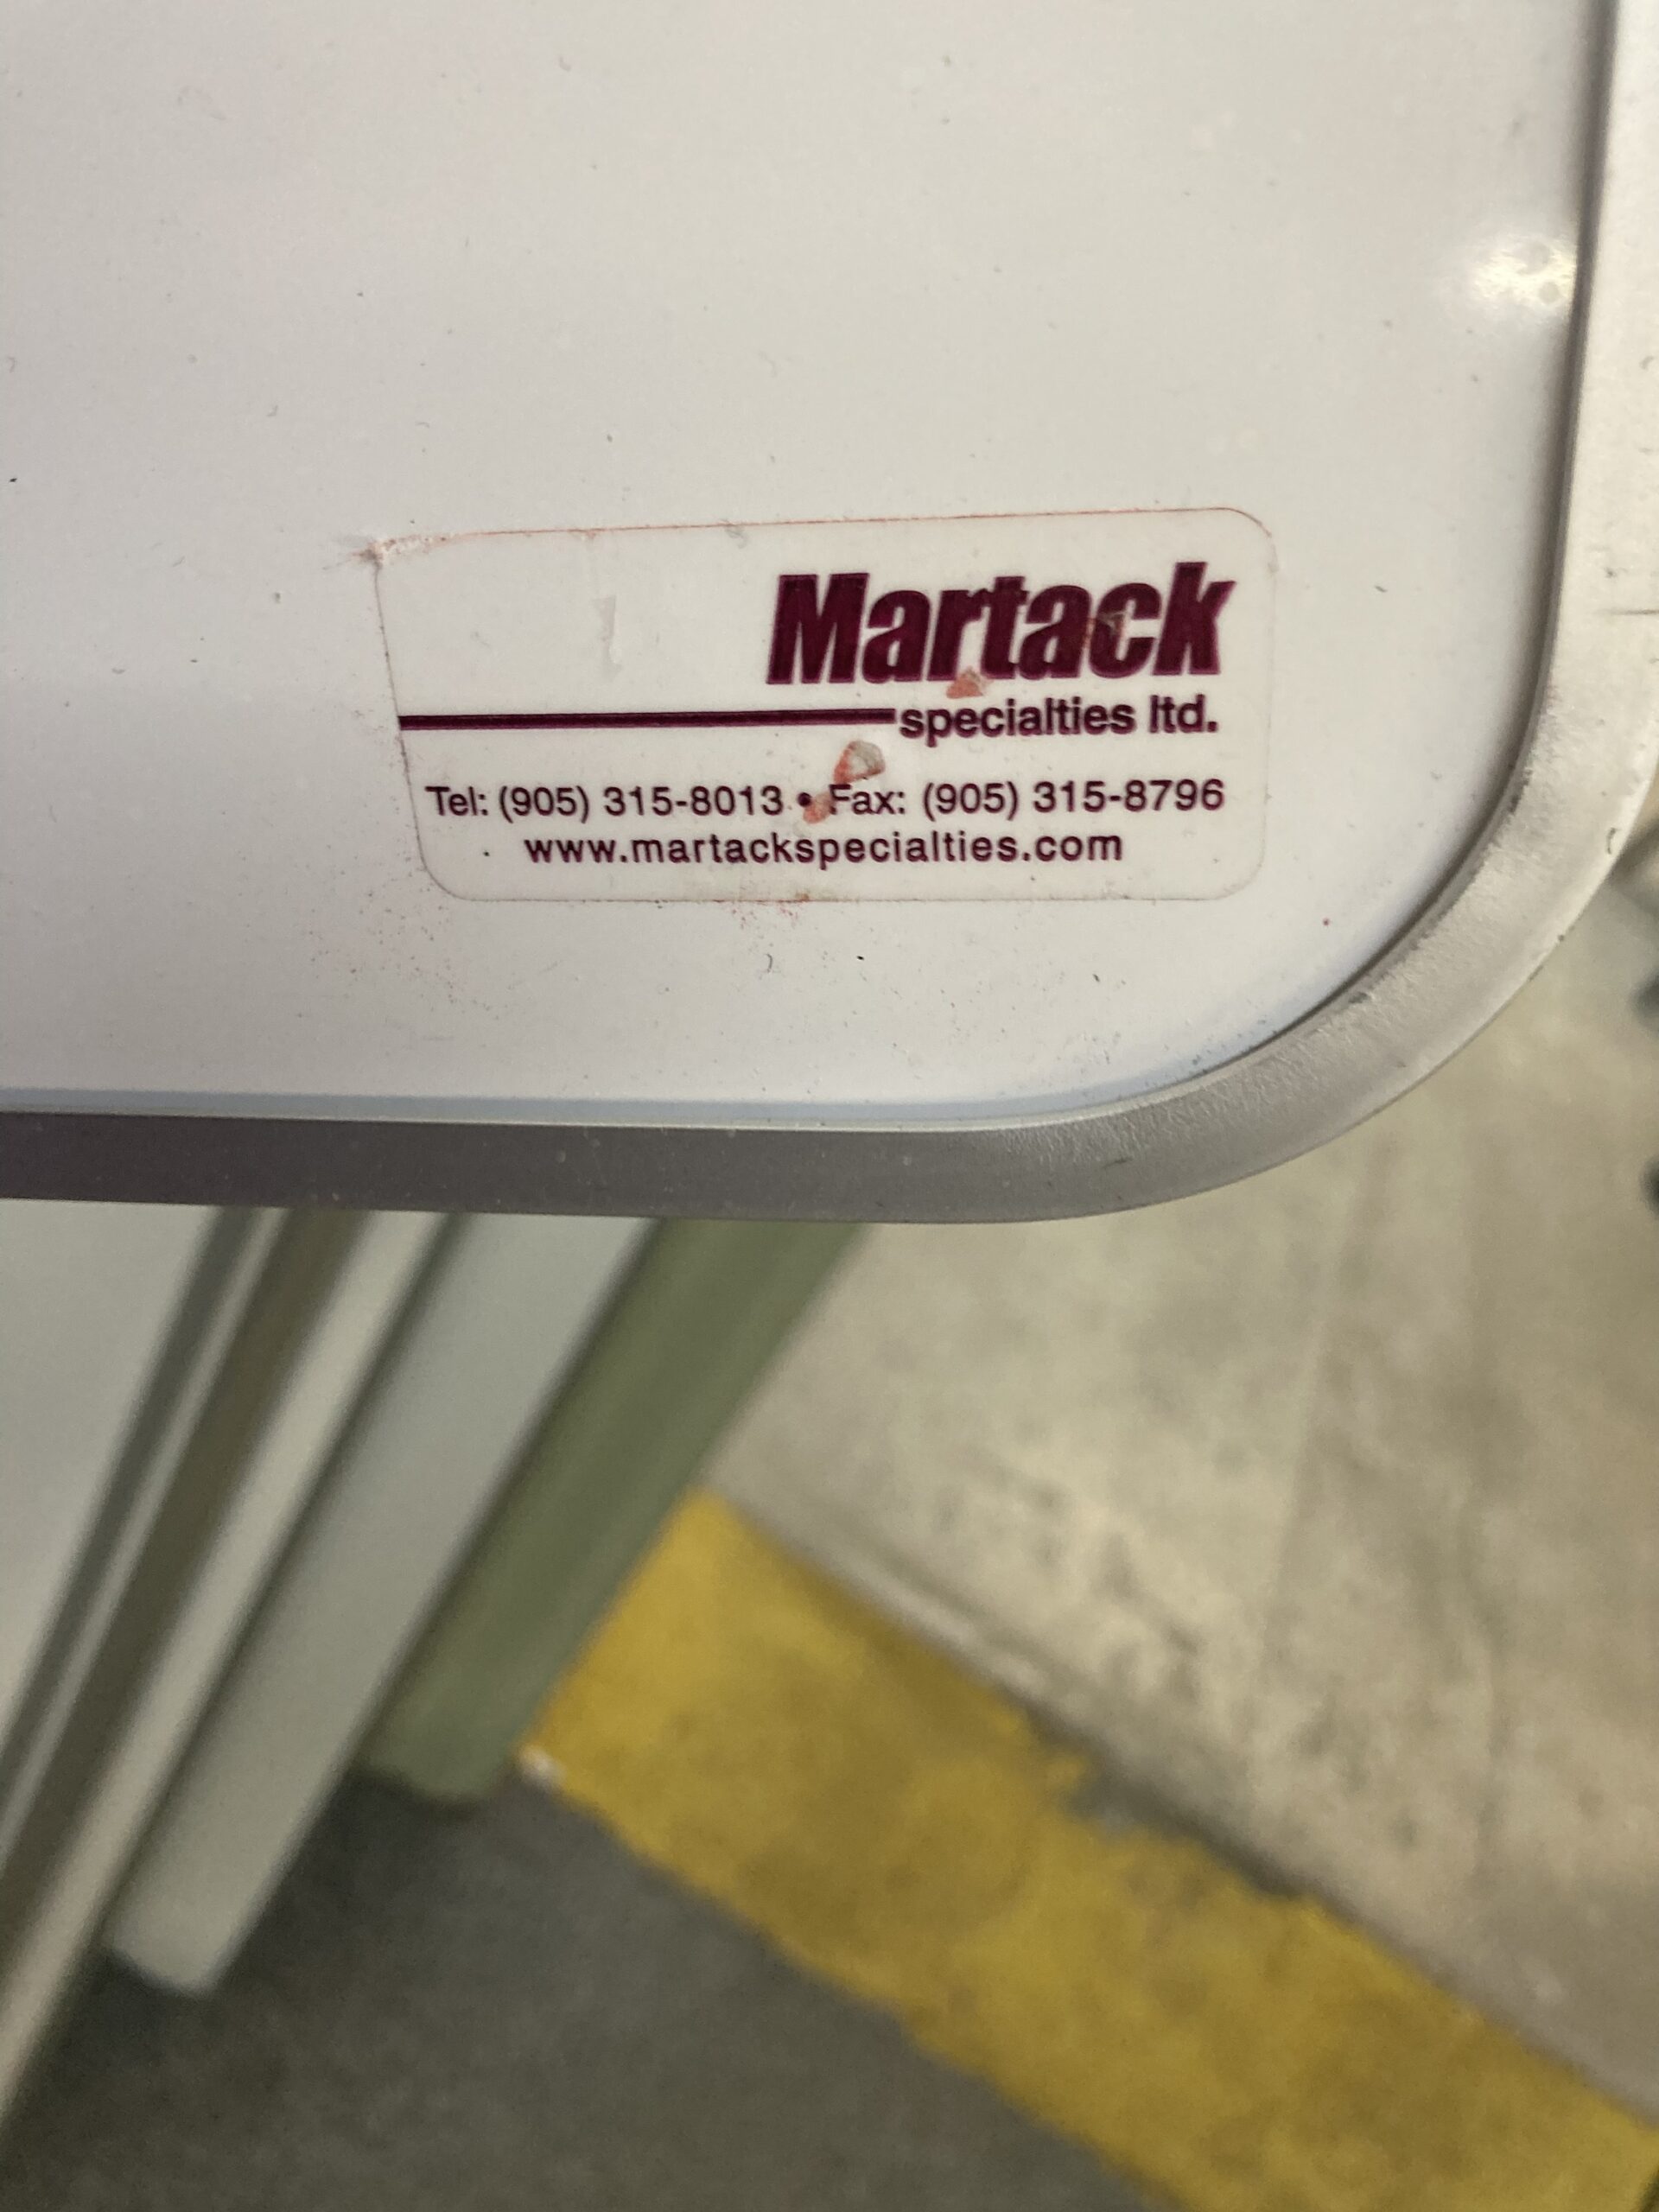 Martack
specialties ltd.
Tel: (905) 315-8013 • Fax: (905) 315-8796
www.martackspecialties.com